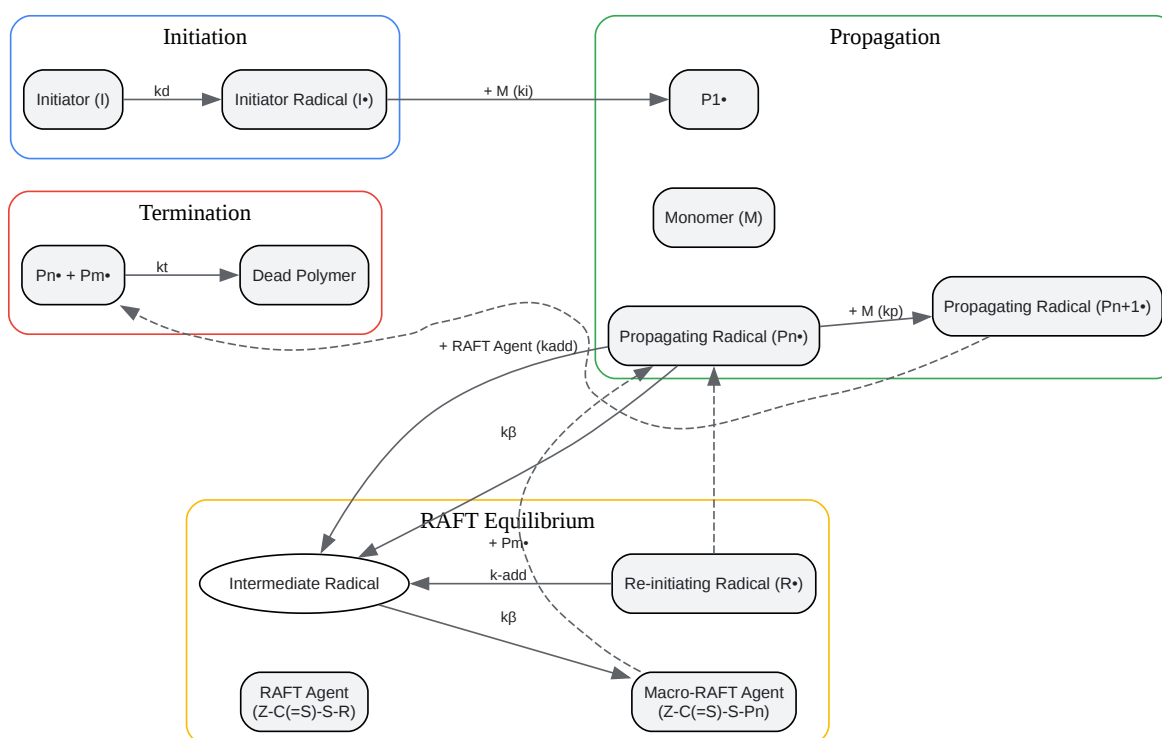 Initiation
Initiator (I)
kd
Initiator Radical (I•)
+ M (ki)
Propagation
P1•
Monomer (M)
Propagating Radical (Pn•)
+ M (kp)
Propagating Radical (Pn+1•)
Termination
Pn• + Pm•
kt
Dead Polymer
+ RAFT Agent (kadd)
kβ
RAFT Equilibrium
+ Pm•
Intermediate Radical
k-add
Re-initiating Radical (R•)
kβ
RAFT Agent
(Z-C(=S)-S-R)
Macro-RAFT Agent
(Z-C(=S)-S-Pn)